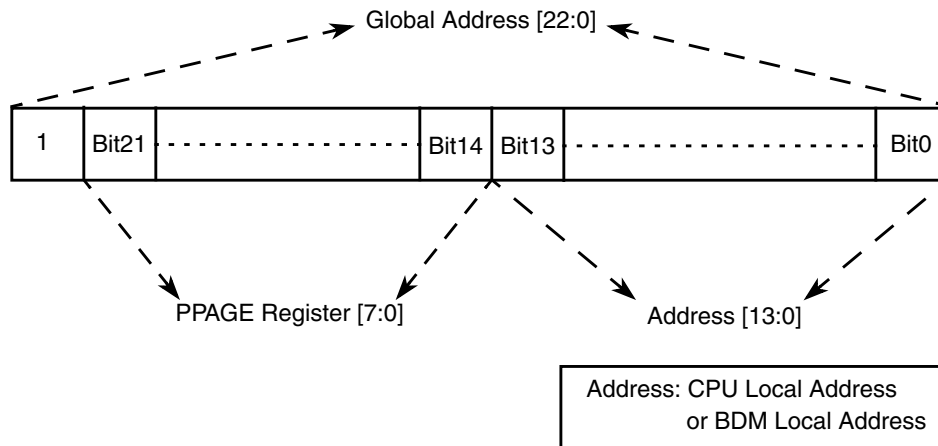 Global Address [22:0]
1 Bit21 Bit14 Bit13 Bit0
PPAGE Register [7:0]
Address [13:0]
Address: CPU Local Address
or BDM Local Address